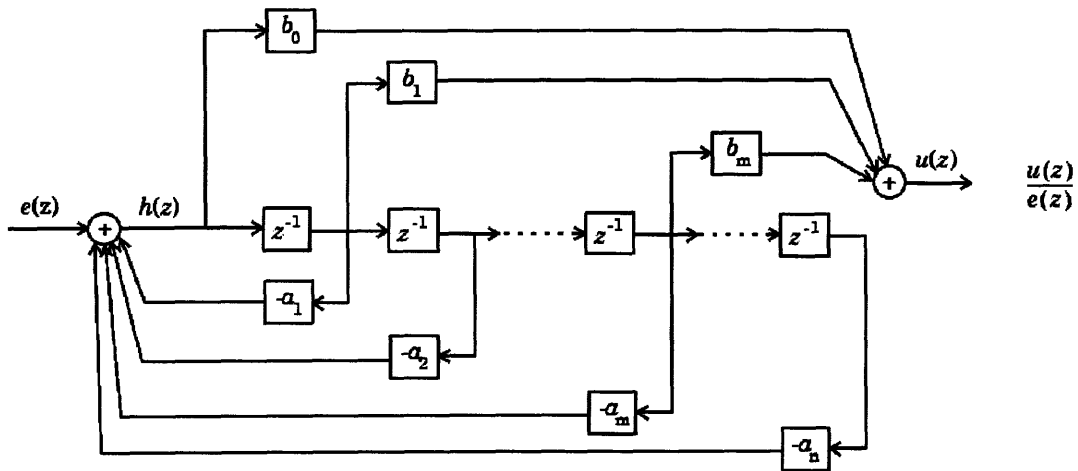 b₀
b₁
bₘ
u(z)
u(z)
e(z)
e(z)
h(z)
+
+
z⁻¹
z⁻¹
z⁻¹
z⁻¹
-a₁
-a₂
-aₘ
-aₙ